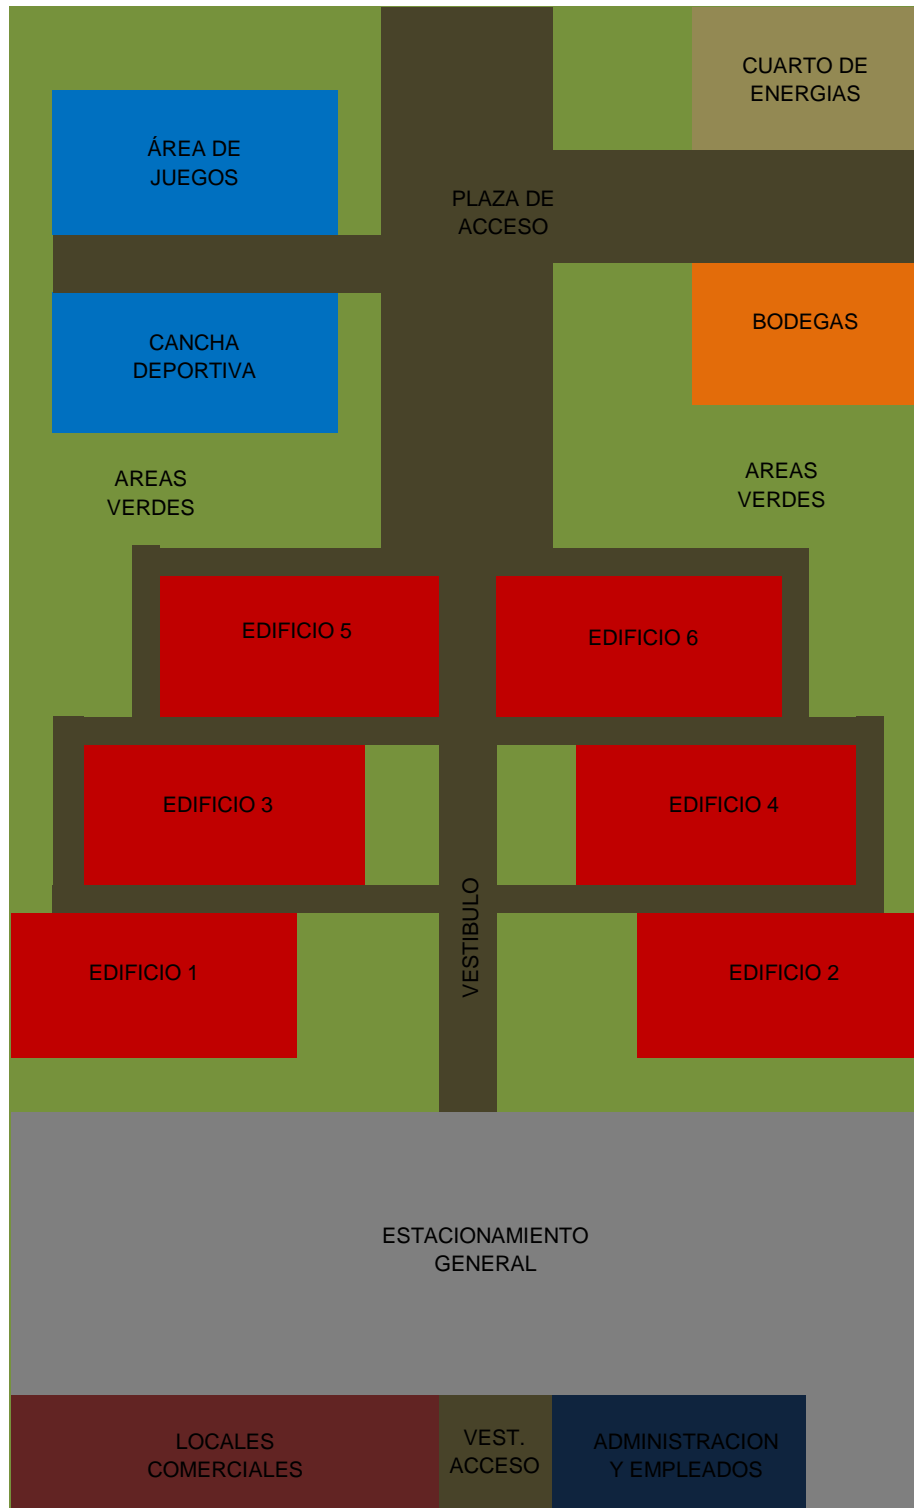 CUARTO DE
ENERGIAS
ÁREA DE
JUEGOS
PLAZA DE
ACCESO
BODEGAS
CANCHA
DEPORTIVA
AREAS
VERDES
AREAS
VERDES
EDIFICIO 5
EDIFICIO 6
EDIFICIO 3
EDIFICIO 4
VESTIBULO
EDIFICIO 1
EDIFICIO 2
ESTACIONAMIENTO
GENERAL
LOCALES
COMERCIALES
VEST.
ACCESO
ADMINISTRACION
Y EMPLEADOS